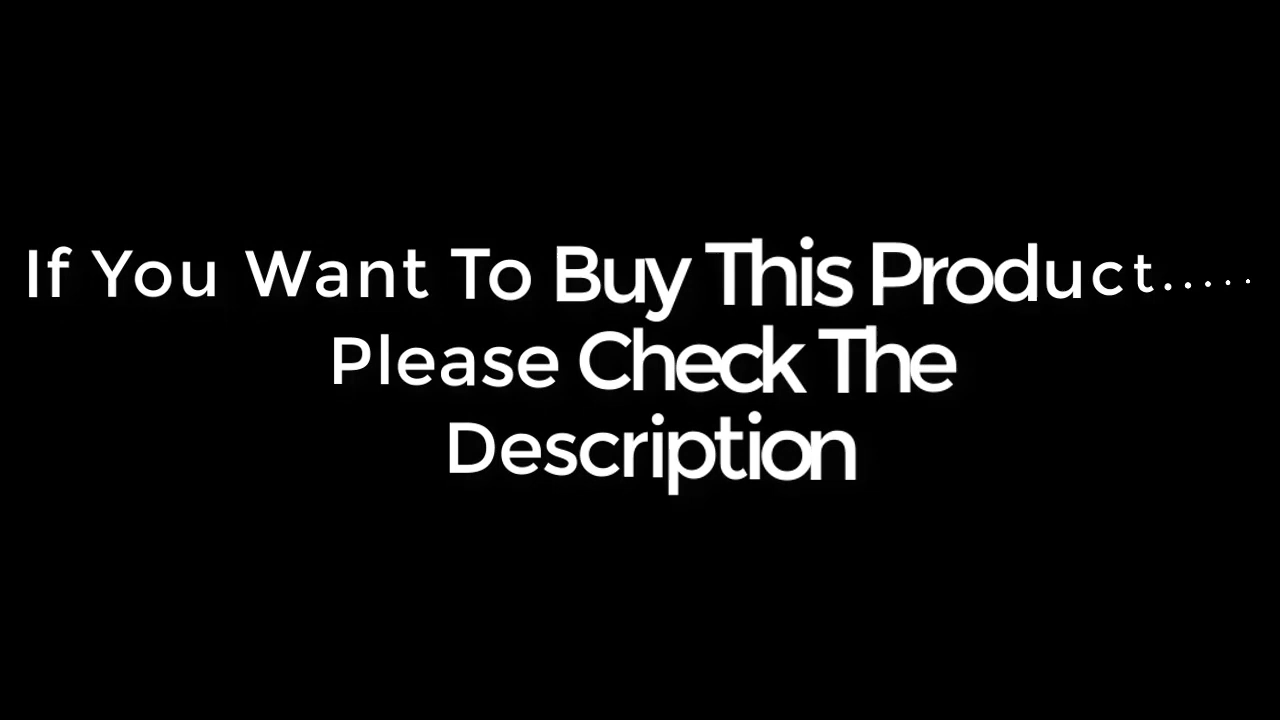 If You Want To Buy This Product.....
Please Check The
Description